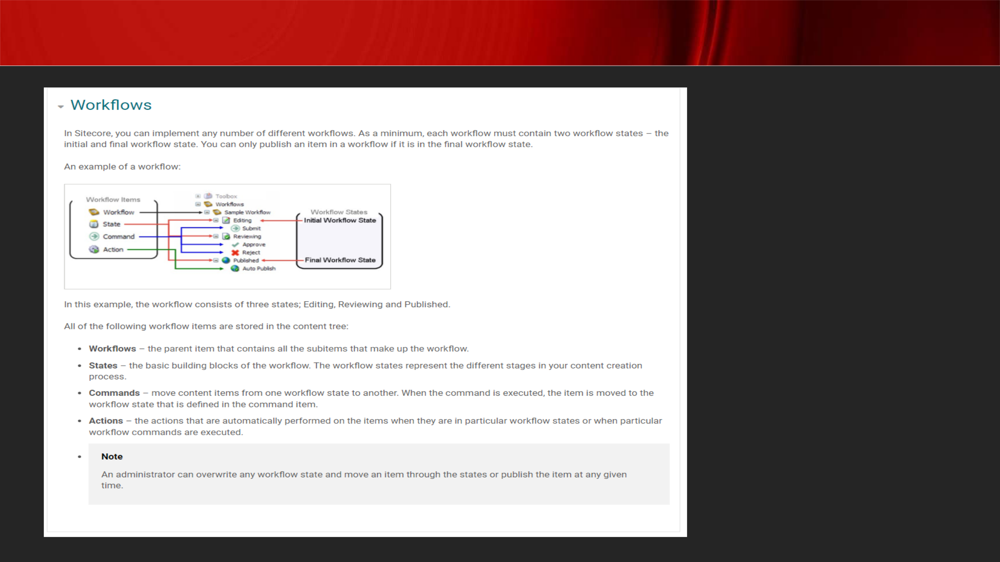 Workflows
In Sitecore, you can implement any number of different workflows. As a minimum, each workflow must contain two workflow states – the
initial and final workflow state. You can only publish an item in a workflow if it is in the final workflow state.
An example of a workflow:
Workflow Items
Workflow
State
Command
Action
Toolbox
Workflows
Sample Workflow
Editing
Submit
Reviewing
Approve
Reject
Published
Auto Publish
Workflow States
Initial Workflow State
Final Workflow State
In this example, the workflow consists of three states; Editing, Reviewing and Published.
All of the following workflow items are stored in the content tree:
• Workflows – the parent item that contains all the subitems that make up the workflow.
• States – the basic building blocks of the workflow. The workflow states represent the different stages in your content creation
process.
• Commands – move content items from one workflow state to another. When the command is executed, the item is moved to the
workflow state that is defined in the command item.
• Actions – the actions that are automatically performed on the items when they are in particular workflow states or when particular
workflow commands are executed.
• Note
An administrator can overwrite any workflow state and move an item through the states or publish the item at any given
time.